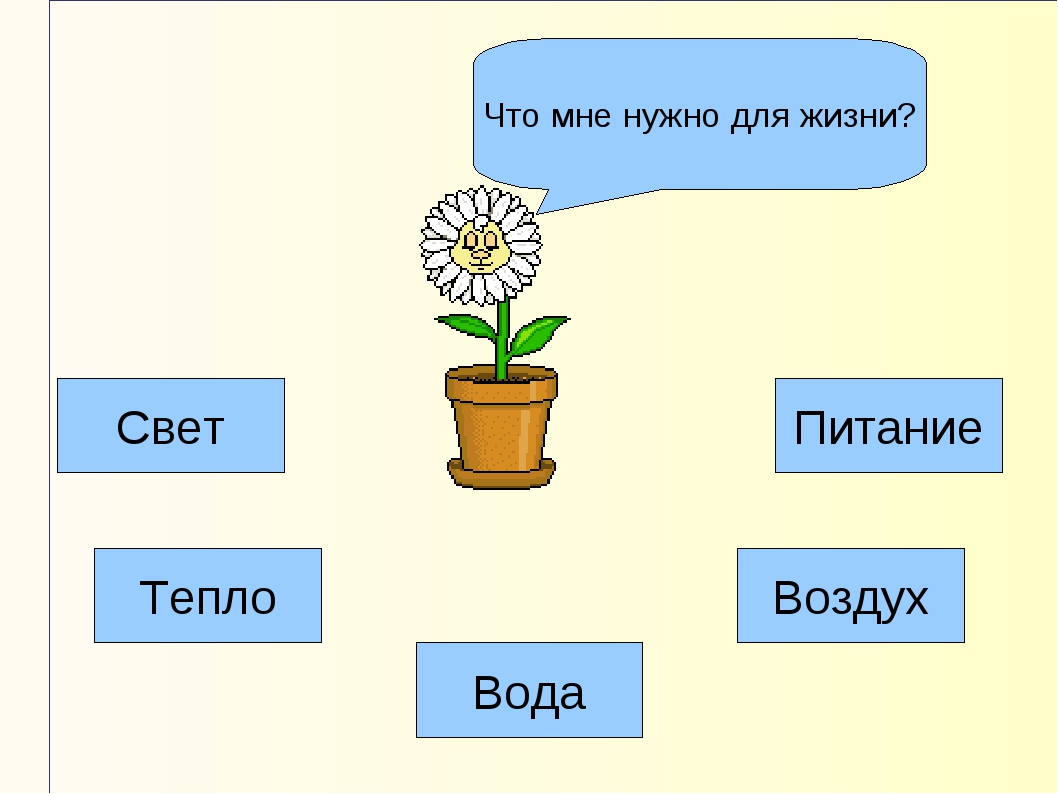 Что мне нужно для жизни?
Свет
Питание
Тепло
Воздух
Вода